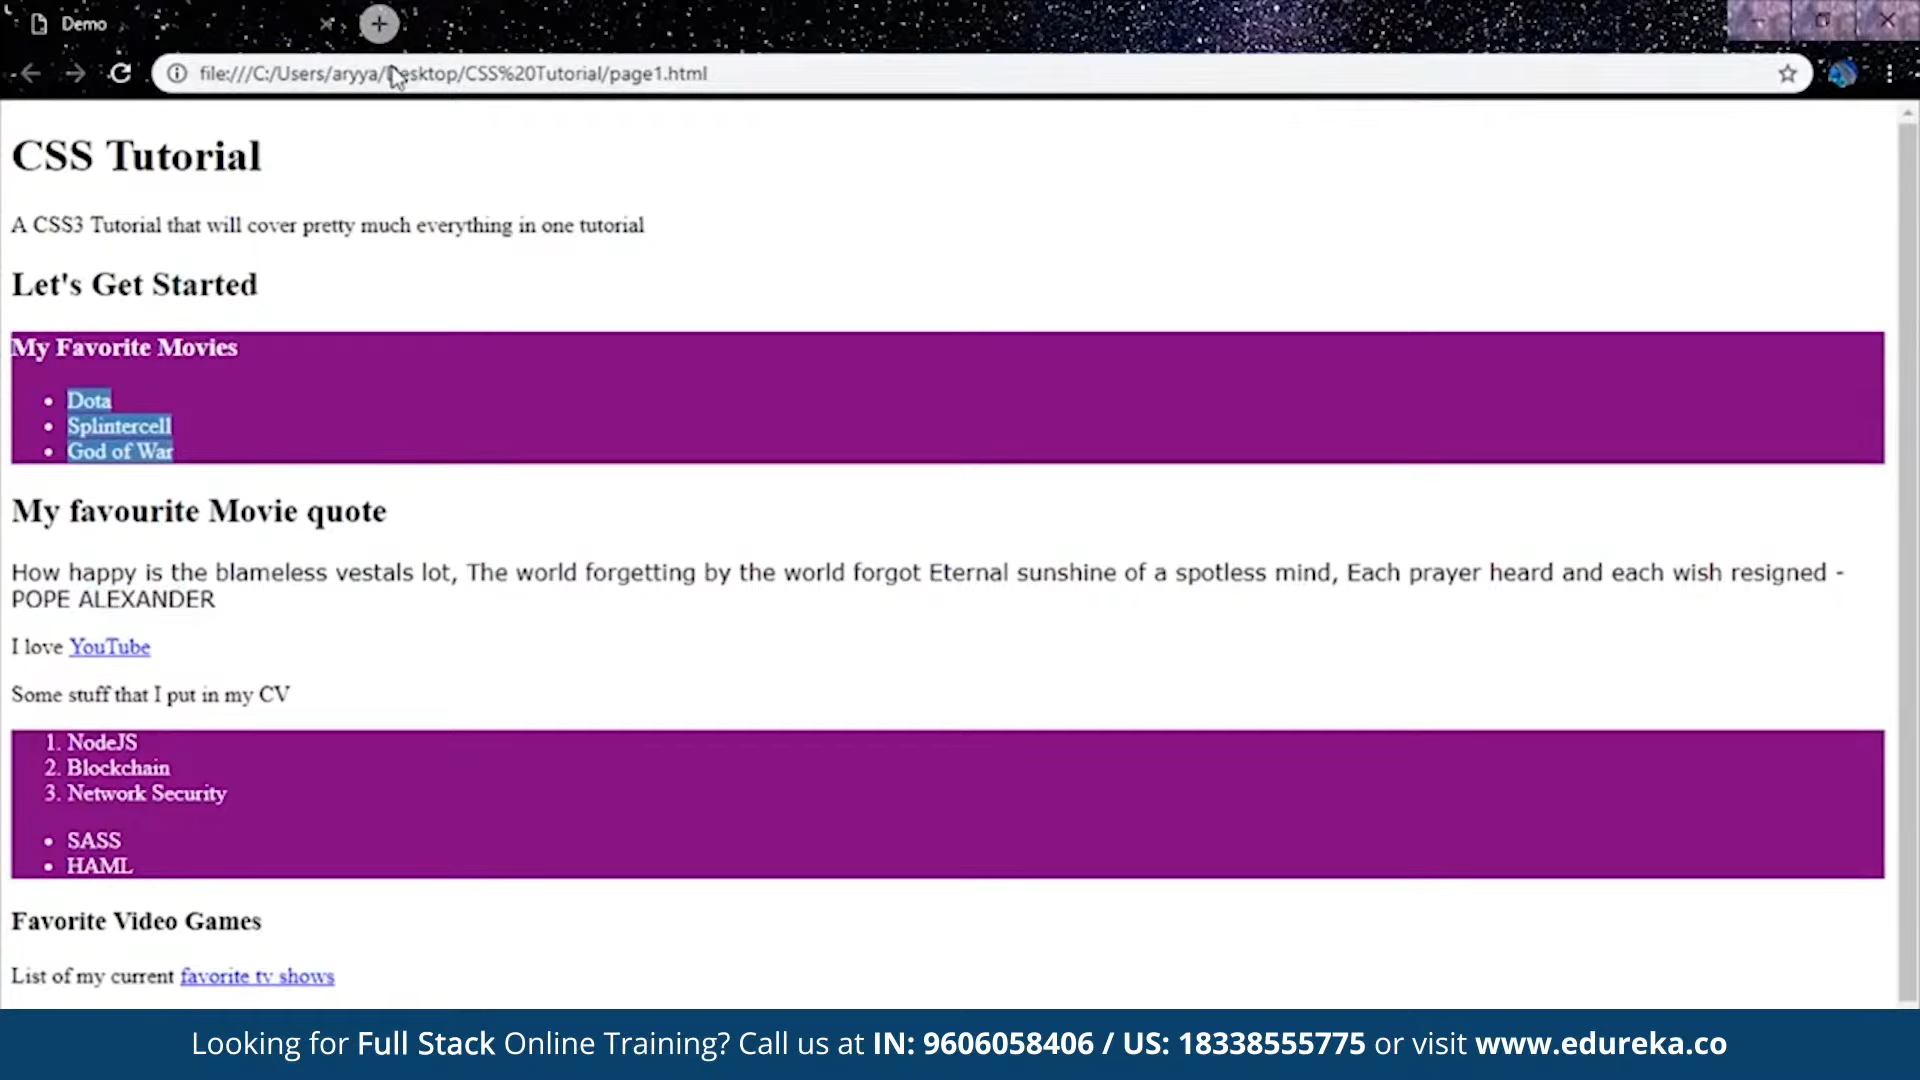 Demo
file:///C:/Users/aryya/Desktop/CSS%20Tutorial/page1.html
CSS Tutorial
A CSS3 Tutorial that will cover pretty much everything in one tutorial
Let's Get Started
My Favorite Movies
• Dota
• Splintercell
• God of War
My favourite Movie quote
How happy is the blameless vestals lot, The world forgetting by the world forgot Eternal sunshine of a spotless mind, Each prayer heard and each wish resigned -
POPE ALEXANDER
I love YouTube
Some stuff that I put in my CV
1. NodeJS
2. Blockchain
3. Network Security
• SASS
• HAML
Favorite Video Games
List of my current favorite tv shows
Looking for Full Stack Online Training? Call us at IN: 9606058406 / US: 18338555775 or visit www.edureka.co